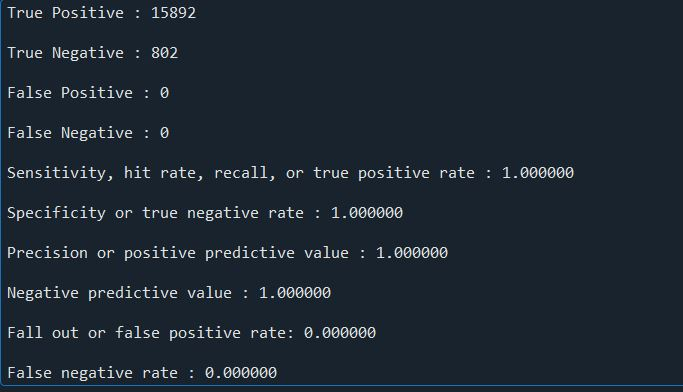 True Positive : 15892
True Negative : 802
False Positive : 0
False Negative : 0
Sensitivity, hit rate, recall, or true positive rate : 1.000000
Specificity or true negative rate : 1.000000
Precision or positive predictive value : 1.000000
Negative predictive value : 1.000000
Fall out or false positive rate: 0.000000
False negative rate : 0.000000